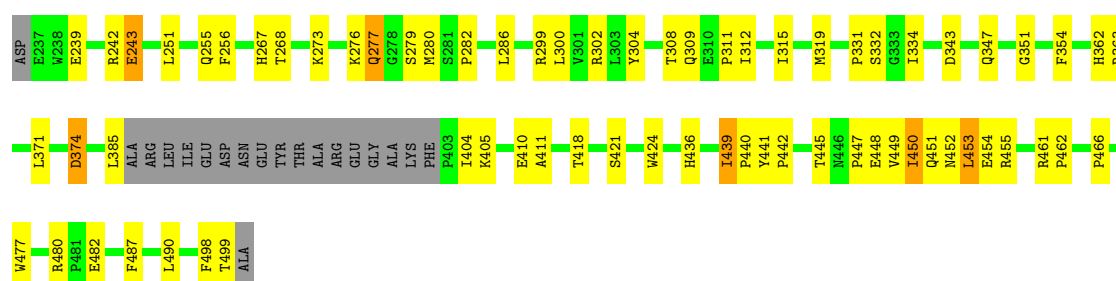 ASP E237 W238 E239 R242 E243 L251 Q255 F256 H267 T268 K273 K276 Q277 G278 S279 M280 S281 P282 L286 R299 L300 V301 R302 L303 Y304 T308 Q309 E310 P311 I312 I315 M319 P331 S332 G333 I334 D343 Q347 G351 F354 H362
L371 D374 L385 ALA ARG LEU ILE GLU ASP ASN GLU TYR THR ALA ARG GLU GLY ALA LYS PHE P403 I404 K405 E410 A411 T418 S421 W424 H436 I439 P440 Y441 P442 T445 N446 P447 E448 V449 I450 Q451 N452 L453 E454 R455 R461 P462 P466
W477 R480 P481 E482 F487 L490 F498 T499 ALA